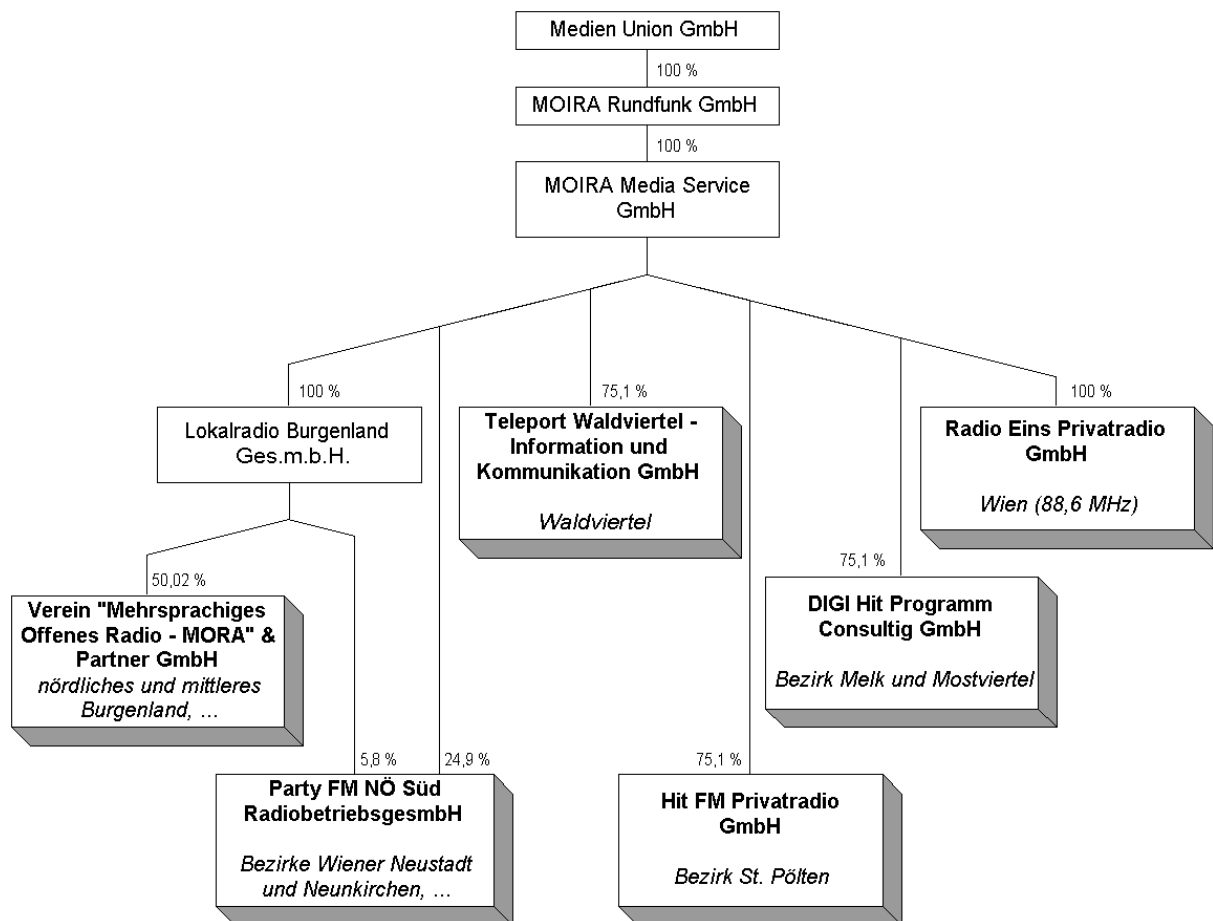 Medien Union GmbH
100 %
MOIRA Rundfunk GmbH
100 %
MOIRA Media Service
GmbH
100 %
Lokalradio Burgenland
Ges.m.b.H.
75,1 %
Teleport Waldviertel -
Information und
Kommunikation GmbH
Waldviertel
100 %
Radio Eins Privatradio
GmbH
Wien (88,6 MHz)
50,02 %
Verein "Mehrsprachiges
Offenes Radio - MORA" &
Partner GmbH
nördliches und mittleres
Burgenland, ...
75,1 %
DIGI Hit Programm
Consultig GmbH
Bezirk Melk und Mostviertel
5,8 %
24,9 %
Party FM NÖ Süd
RadiobetriebsgesmbH
Bezirke Wiener Neustadt
und Neunkirchen, ...
75,1 %
Hit FM Privatradio
GmbH
Bezirk St. Pölten